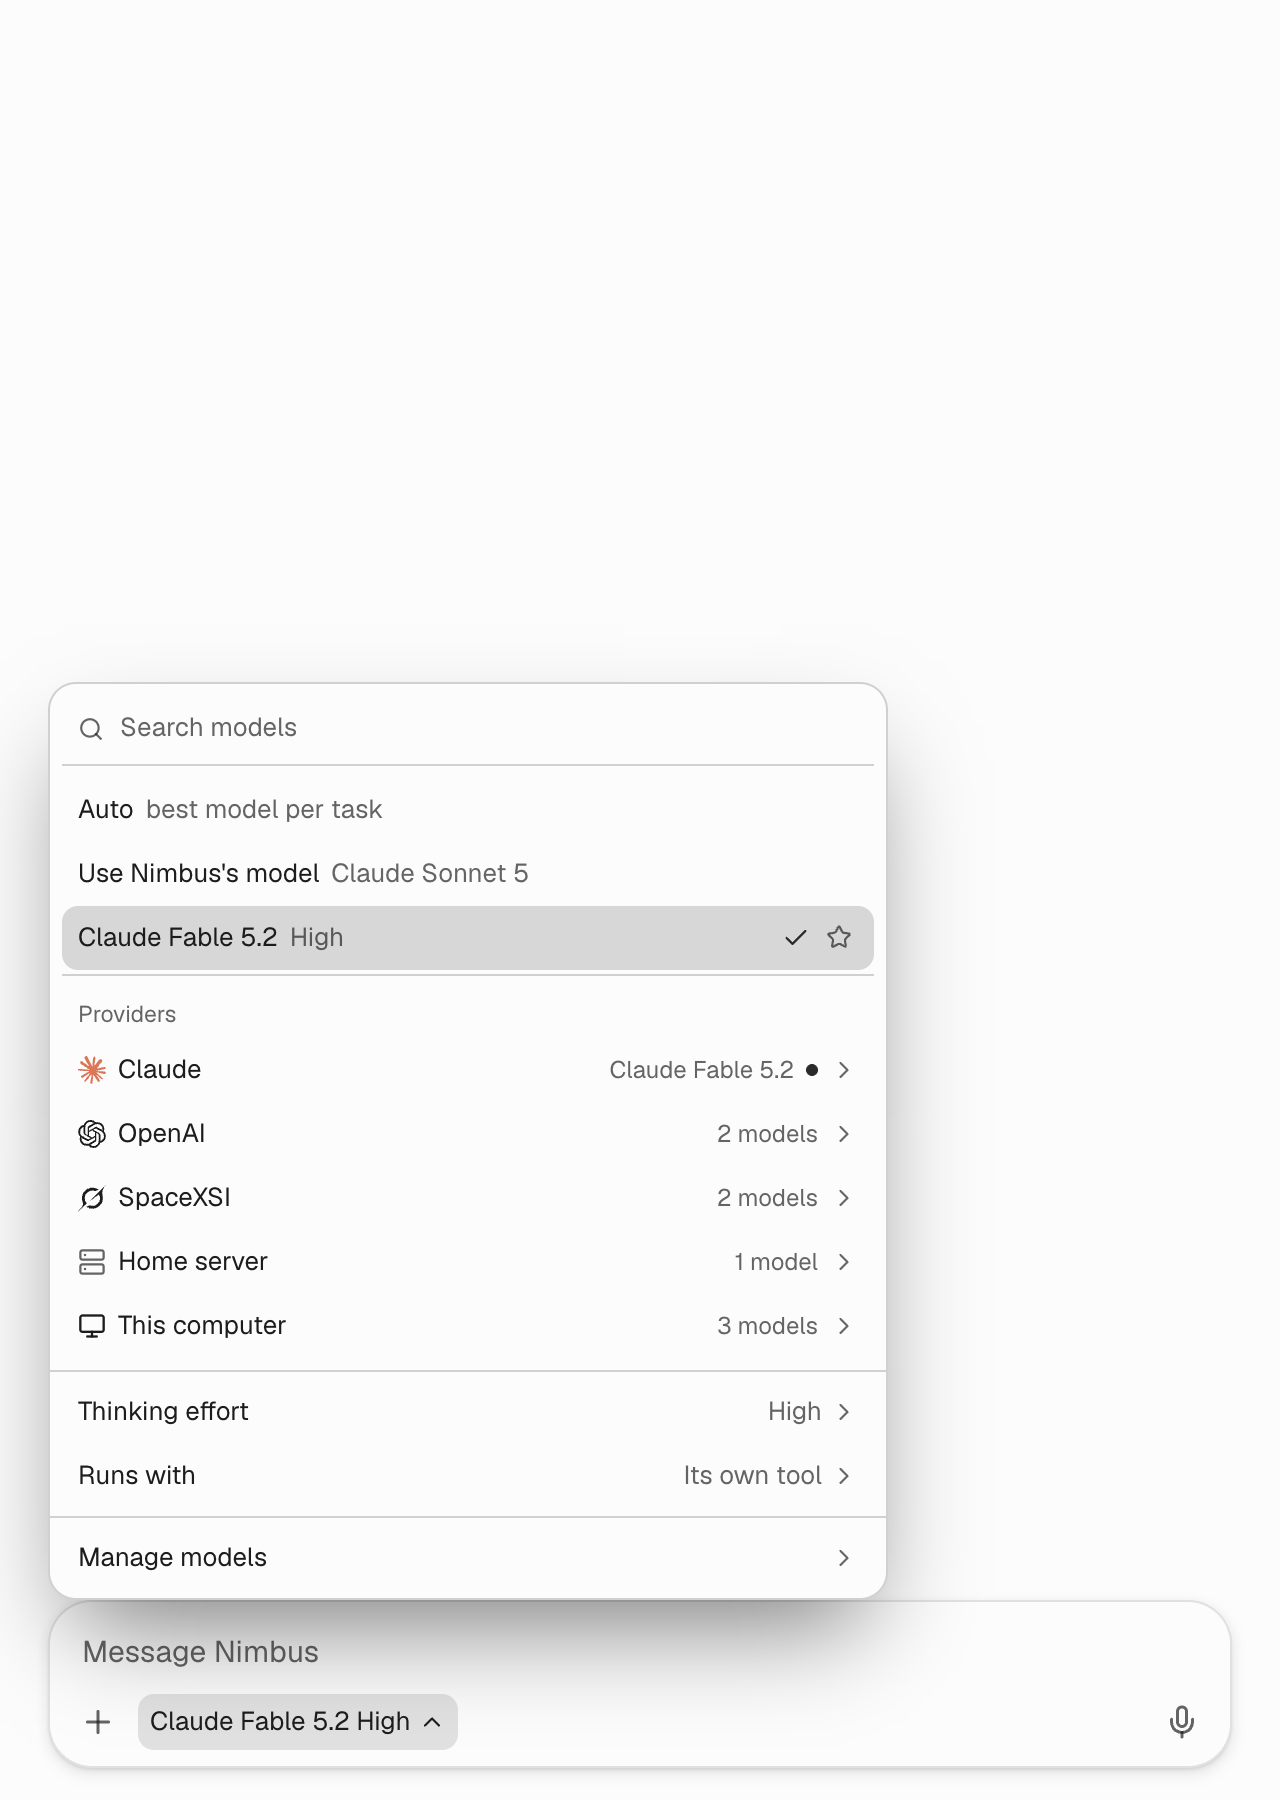 Search models
Auto best model per task
Use Nimbus's model Claude Sonnet 5
Claude Fable 5.2 High
Providers
Claude Claude Fable 5.2
OpenAI 2 models
SpaceXSI 2 models
Home server 1 model
This computer 3 models
Thinking effort High
Runs with Its own tool
Manage models
Message Nimbus
Claude Fable 5.2 High